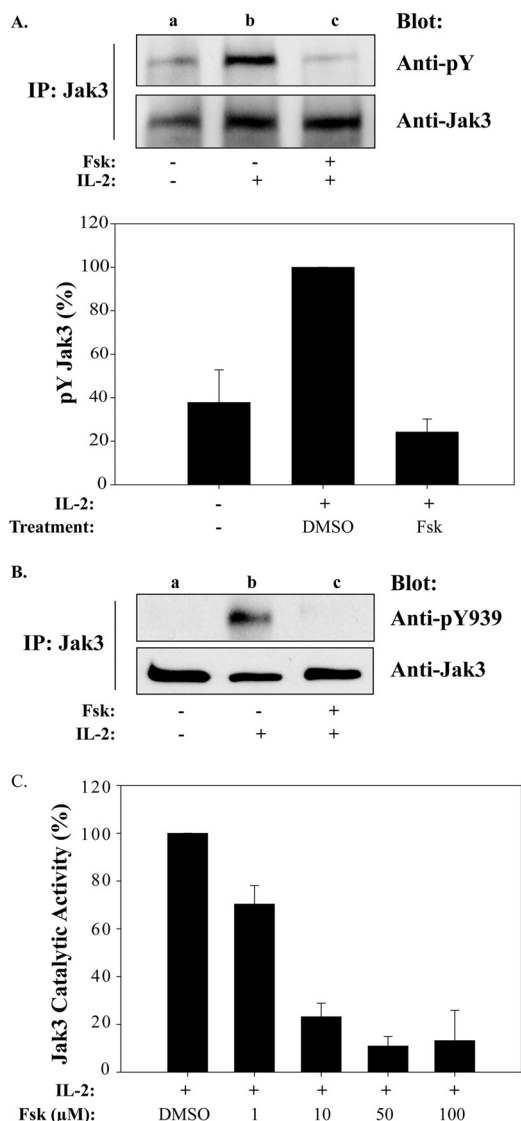 A.
a b c Blot:
Anti-pY
IP: Jak3
Anti-Jak3
Fsk: - - +
IL-2: - + +
120
100
80
60
40
20
0
pY Jak3 (%)
IL-2: - + +
Treatment: - DMSO Fsk
B.
a b c Blot:
Anti-pY939
IP: Jak3
Anti-Jak3
Fsk: - - +
IL-2: - + +
C.
120
100
80
60
40
20
0
Jak3 Catalytic Activity (%)
IL-2: + + + + +
Fsk (µM): DMSO 1 10 50 100